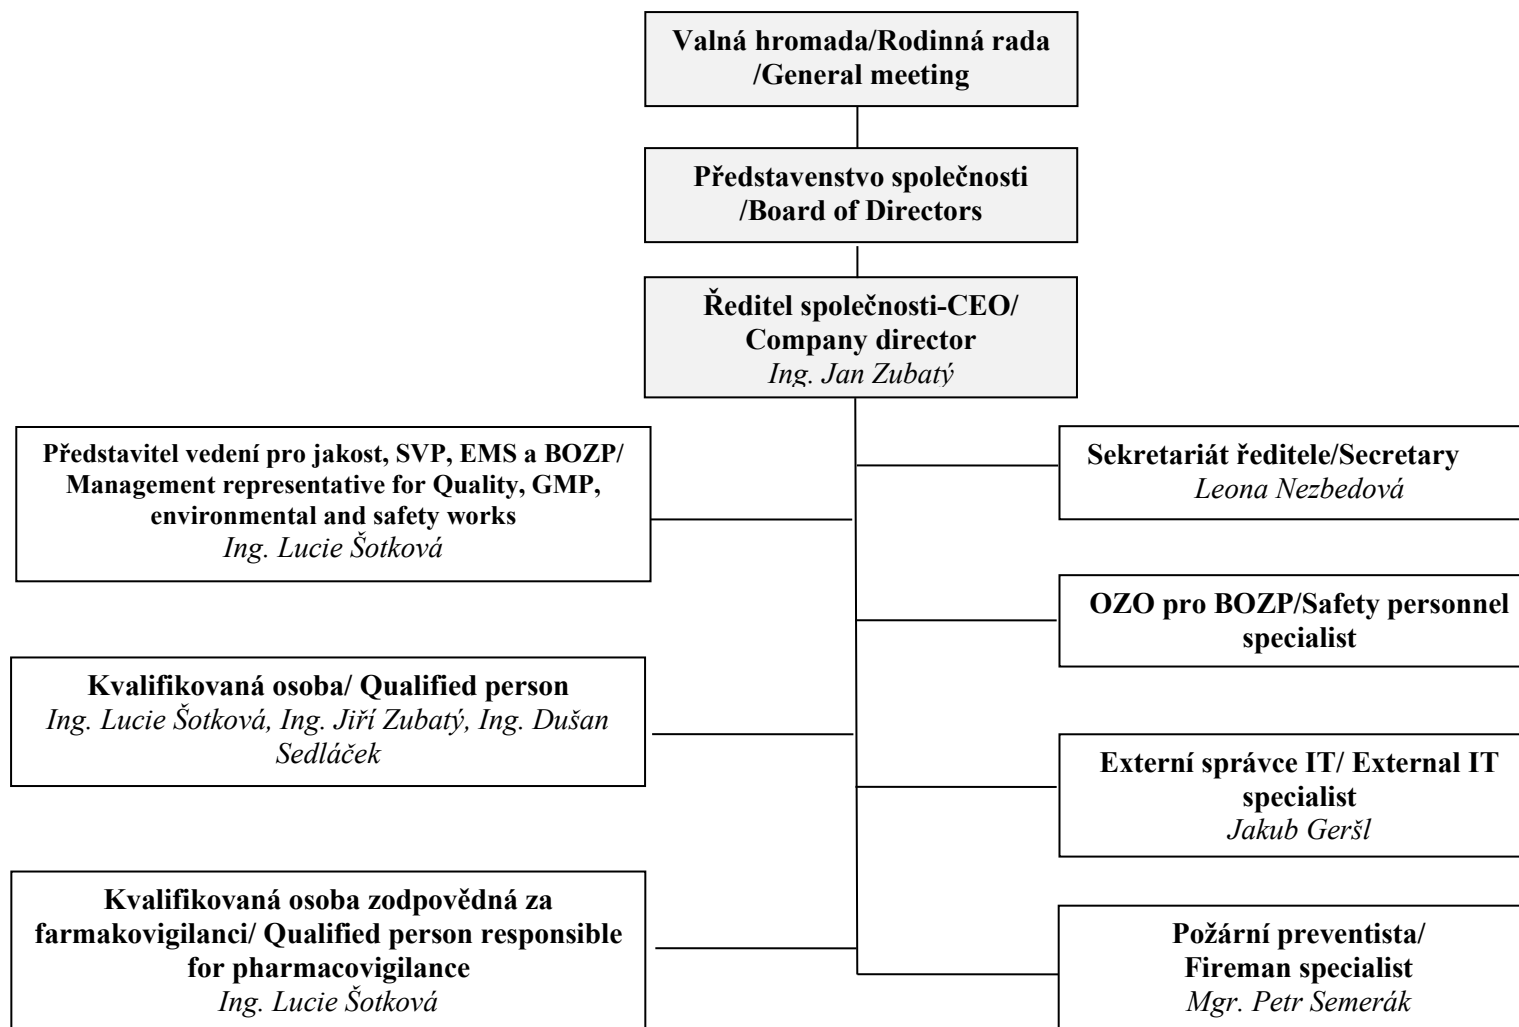 Valná hromada/Rodinná rada
/General meeting
Představenstvo společnosti
/Board of Directors
Ředitel společnosti-CEO/
Company director
Ing. Jan Zubatý
Představitel vedení pro jakost, SVP, EMS a BOZP/
Management representative for Quality, GMP,
environmental and safety works
Ing. Lucie Šotková
Sekretariát ředitele/Secretary
Leona Nezbedová
OZO pro BOZP/Safety personnel
specialist
Kvalifikovaná osoba/ Qualified person
Ing. Lucie Šotková, Ing. Jiří Zubatý, Ing. Dušan
Sedláček
Externí správce IT/ External IT
specialist
Jakub Geršl
Kvalifikovaná osoba zodpovědná za
farmakovigilanci/ Qualified person responsible
for pharmacovigilance
Ing. Lucie Šotková
Požární preventista/
Fireman specialist
Mgr. Petr Semerák